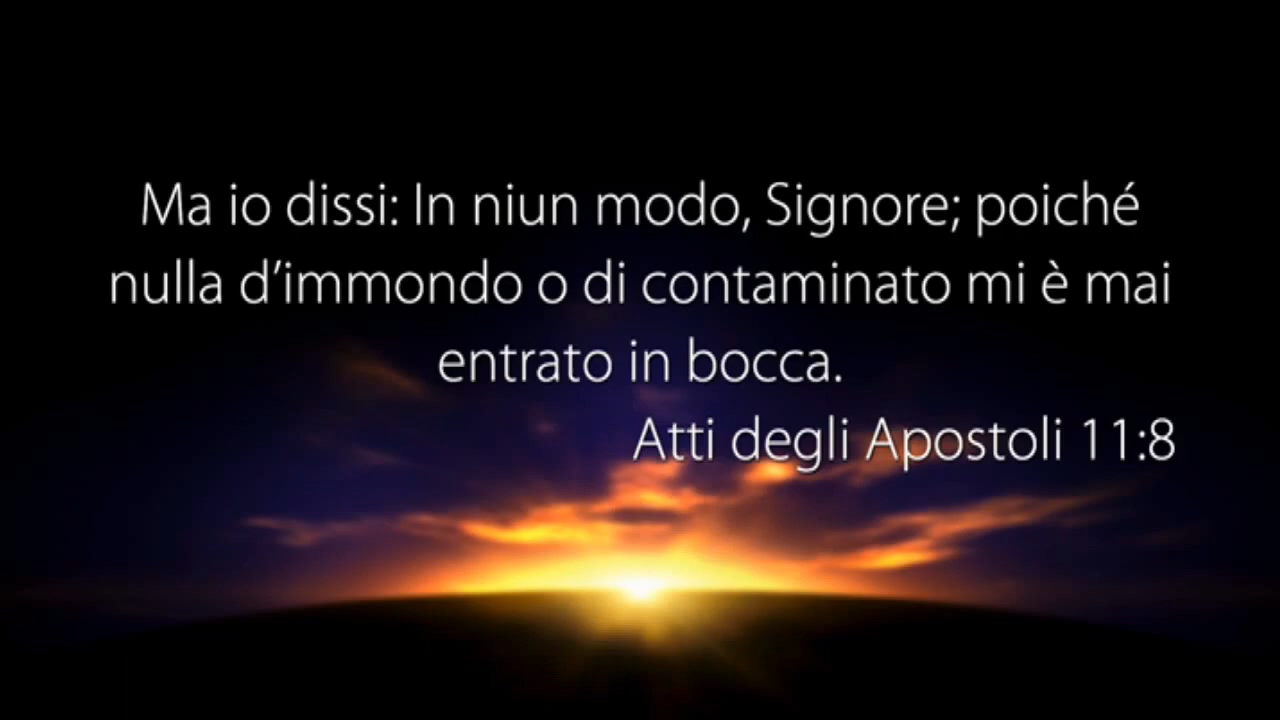 Ma io dissi: In niun modo, Signore; poiché
nulla d’immondo o di contaminato mi è mai
entrato in bocca.
Atti degli Apostoli 11:8